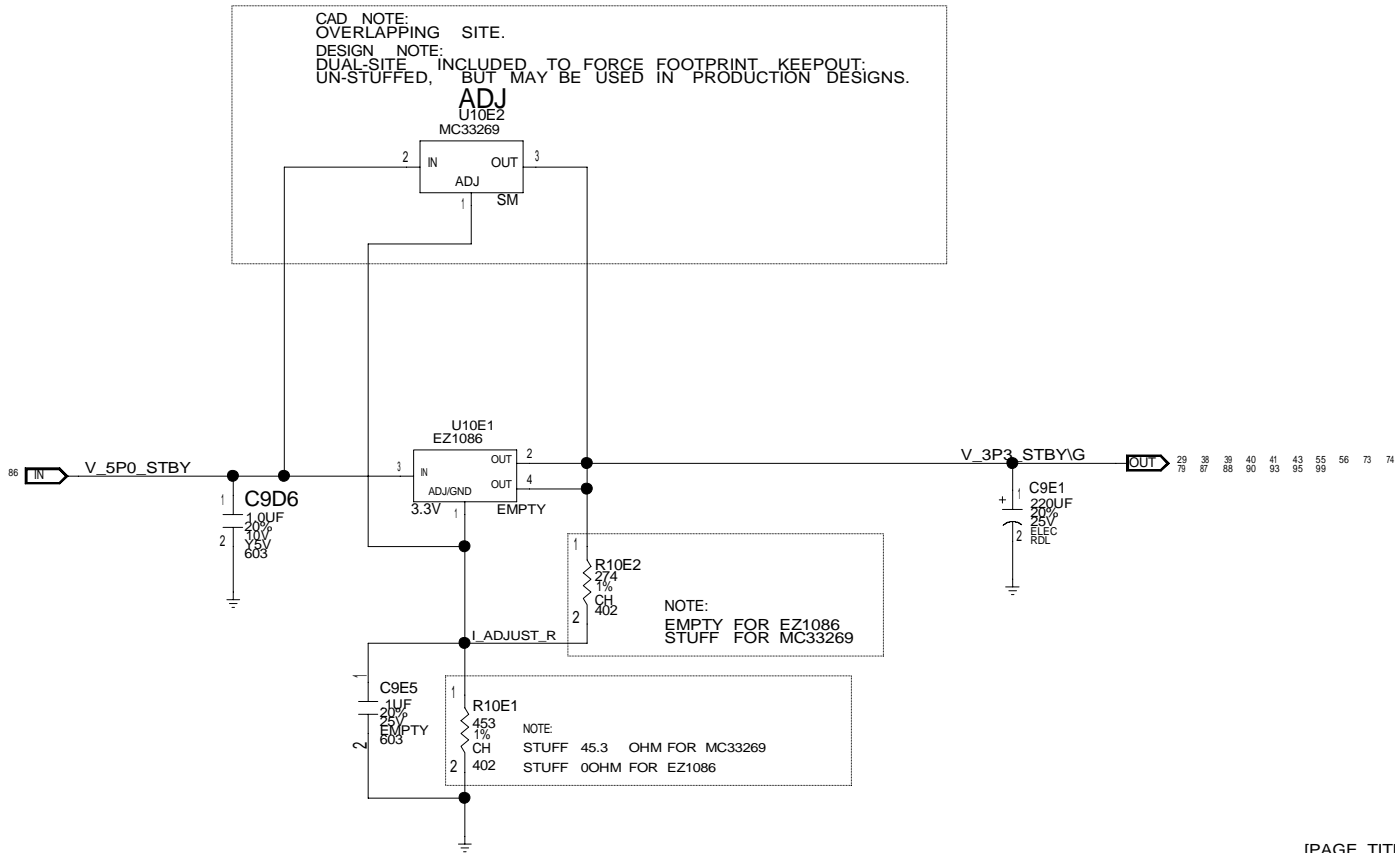 CAD NOTE:
OVERLAPPING SITE.
DESIGN NOTE:
DUAL-SITE INCLUDED TO FORCE FOOTPRINT KEEPOUT:
UN-STUFFED, BUT MAY BE USED IN PRODUCTION DESIGNS.
ADJ
U10E2
MC33269
2 IN OUT 3
ADJ
1 SM
U10E1
EZ1086
86 IN V_5P0_STBY
3 IN OUT 2
ADJ/GND OUT 4
3.3V 1 EMPTY
V_3P3_STBY\G
OUT 29 38 39 40 41 43 55 56 73 74
79 87 88 90 93 95 99
1 C9D6
1.0UF
20%
10V
2 Y5V
603
1 C9E1
+ 220UF
20%
25V
2 ELEC
RDL
1
R10E2
274
1%
CH
2 402
NOTE:
EMPTY FOR EZ1086
STUFF FOR MC33269
I_ADJUST_R
1 C9E5
.1UF
20%
25V
EMPTY
2 603
1 R10E1
453
1%
CH
2 402
NOTE:
STUFF 45.3 OHM FOR MC33269
STUFF 0OHM FOR EZ1086